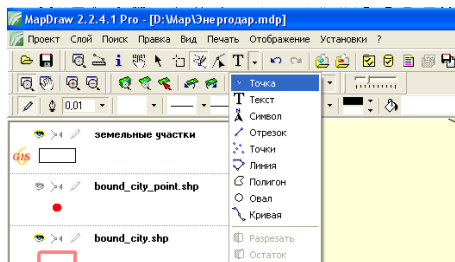 MapDraw 2.2.4.1 Pro - [D:\Map\Энергодар.mdp]
Проект Слой Поиск Правка Вид Печать Отображение Установки ?
T
0,01
Точка
T Текст
Символ
Отрезок
Точки
Линия
Полигон
Овал
Кривая
Разрезать
Остаток
земельные участки
GIS 6
bound_city_point.shp
bound_city.shp